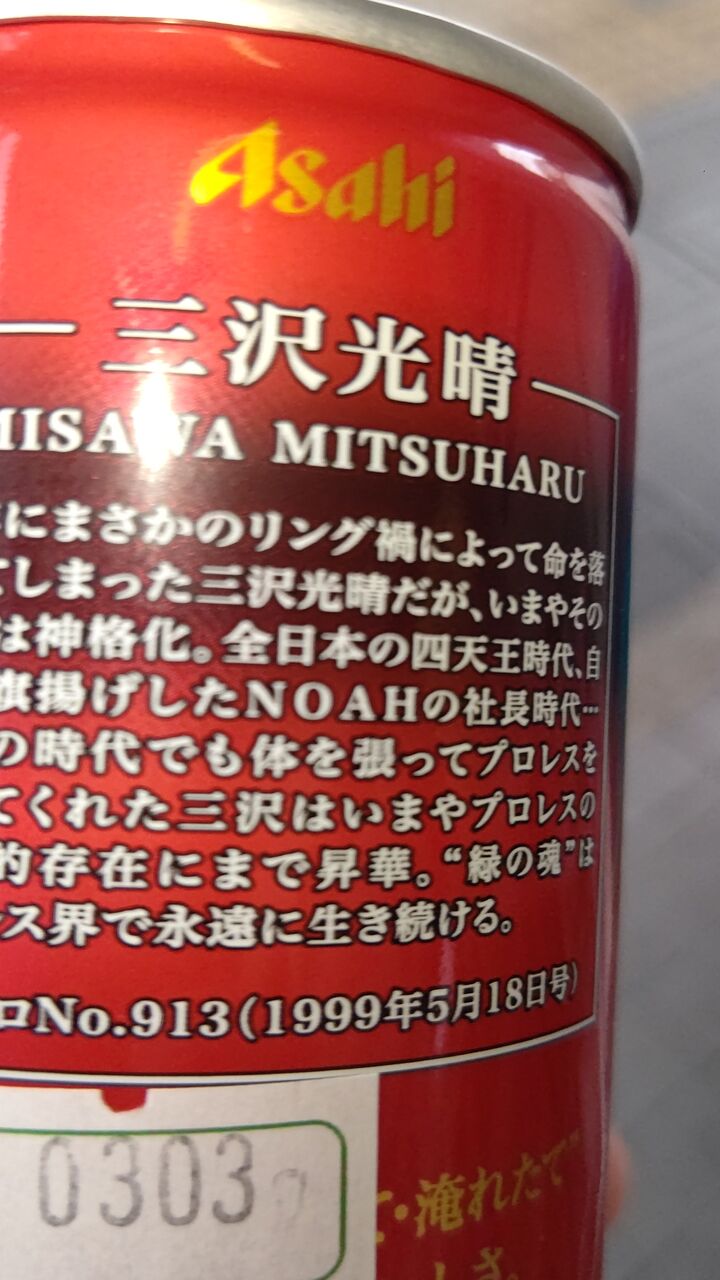 Asahi
三沢光晴
MISAWA MITSUHARU
にまさかのリング禍によって命を落
てしまった三沢光晴だが、いまやその
は神格化。全日本の四天王時代、自
旗揚げしたNOAHの社長時代…
の時代でも体を張ってプロレスを
てくれた三沢はいまやプロレスの
的存在にまで昇華。“緑の魂”は
ス界で永遠に生き続ける。
ロNo.913(1999年5月18日号)
0303
・淹れたて”
しさ